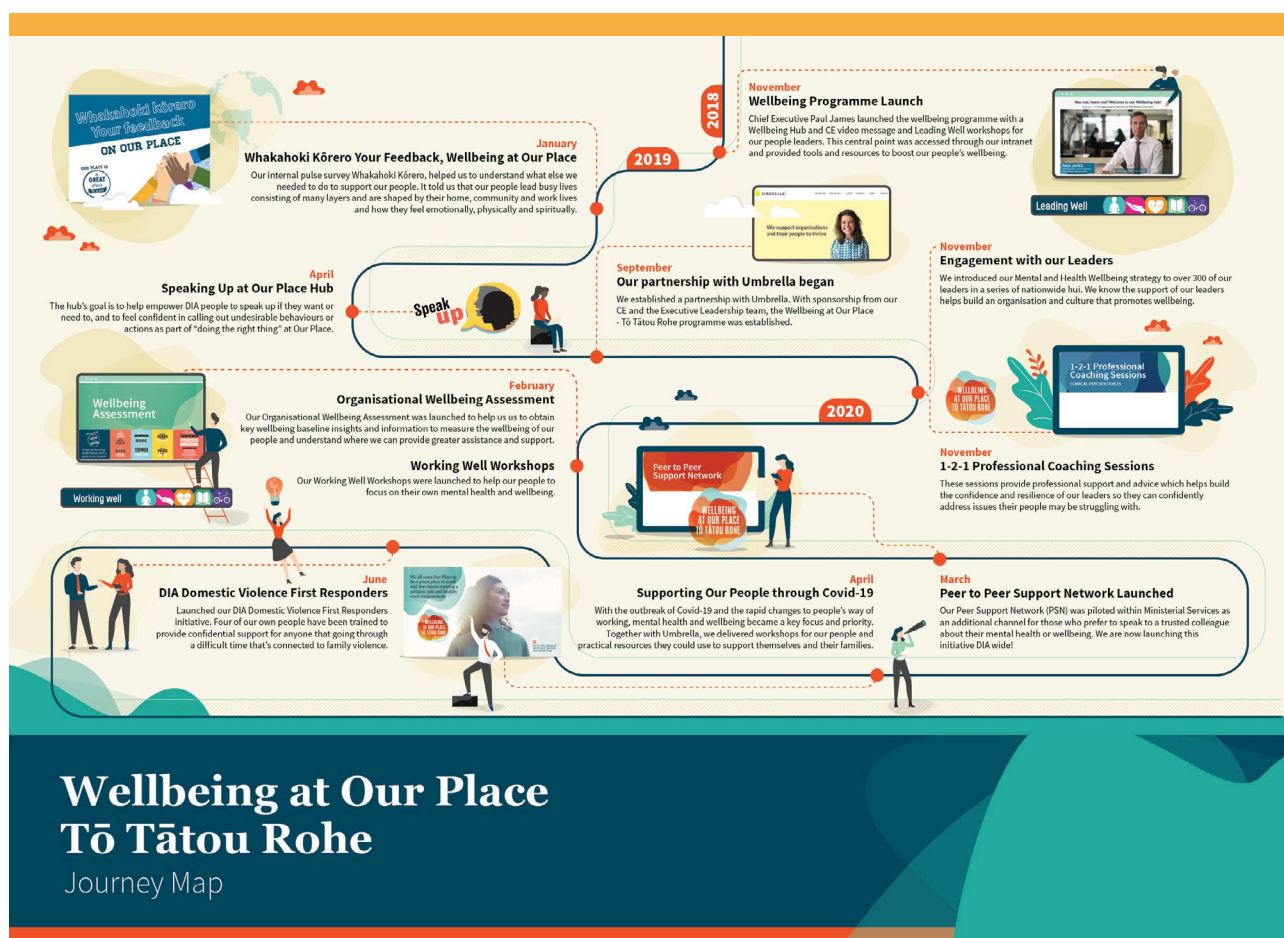 2018
November
Wellbeing Programme Launch
Chief Executive Paul James launched the wellbeing programme with a
Wellbeing Hub and CE video message and Leading Well workshops for
our people leaders. This central point was accessed through our intranet
and provided tools and resources to boost our people's wellbeing.
PAUL JAMES
Leading Well
2019
Whakahoki kōrero
Your feedback
ON OUR PLACE
OUR PLACE IS
A
GREAT
place
January
Whakahoki Kōrero Your Feedback, Wellbeing at Our Place
Our internal pulse survey Whakahoki Kōrero, helped us to understand what else we
needed to do to support our people. It told us that our people lead busy lives
consisting of many layers and are shaped by their home, community and work lives
and how they feel emotionally, physically and spiritually.
April
Speaking Up at Our Place Hub
The hub's goal is to help empower DIA people to speak up if they want or
need to, and to feel confident in calling out undesirable behaviours or
actions as part of "doing the right thing" at Our Place.
Speak
up
UMBRELLA
We support organisations
and their people to thrive
September
Our partnership with Umbrella began
We established a partnership with Umbrella. With sponsorship from our
CE and the Executive Leadership team, the Wellbeing at Our Place
- Tō Tātou Rohe programme was established.
November
Engagement with our Leaders
We introduced our Mental and Health Wellbeing strategy to over 300 of our
leaders in a series of nationwide hui. We know the support of our leaders
helps build an organisation and culture that promotes wellbeing.
WELLBEING
AT OUR PLACE
TŌ TĀTOU ROHE
1-2-1 Professional
Coaching Sessions
CLINICAL PSYCHOLOGISTS
November
1-2-1 Professional Coaching Sessions
These sessions provide professional support and advice which helps build
the confidence and resilience of our leaders so they can confidently
address issues their people may be struggling with.
2020
Wellbeing
Assessment
Working well
February
Organisational Wellbeing Assessment
Our Organisational Wellbeing Assessment was launched to help us us to obtain
key wellbeing baseline insights and information to measure the wellbeing of our
people and understand where we can provide greater assistance and support.
Working Well Workshops
Our Working Well Workshops were launched to help our people to
focus on their own mental health and wellbeing.
Peer to Peer
Support Network
WELLBEING
AT OUR PLACE
TŌ TĀTOU ROHE
March
Peer to Peer Support Network Launched
Our Peer Support Network (PSN) was piloted within Ministerial Services as
an additional channel for those who prefer to speak to a trusted colleague
about their mental health or wellbeing. We are now launching this
initiative DIA wide!
April
Supporting Our People through Covid-19
With the outbreak of Covid-19 and the rapid changes to people's way of
working, mental health and wellbeing became a key focus and priority.
Together with Umbrella, we delivered workshops for our people and
practical resources they could use to support themselves and their families.
WELLBEING
AT OUR PLACE
TŌ TĀTOU ROHE
June
DIA Domestic Violence First Responders
Launched our DIA Domestic Violence First Responders
initiative. Four of our own people have been trained to
provide confidential support for anyone that going through
a difficult time that's connected to family violence.
Wellbeing at Our Place
Tō Tātou Rohe
Journey Map